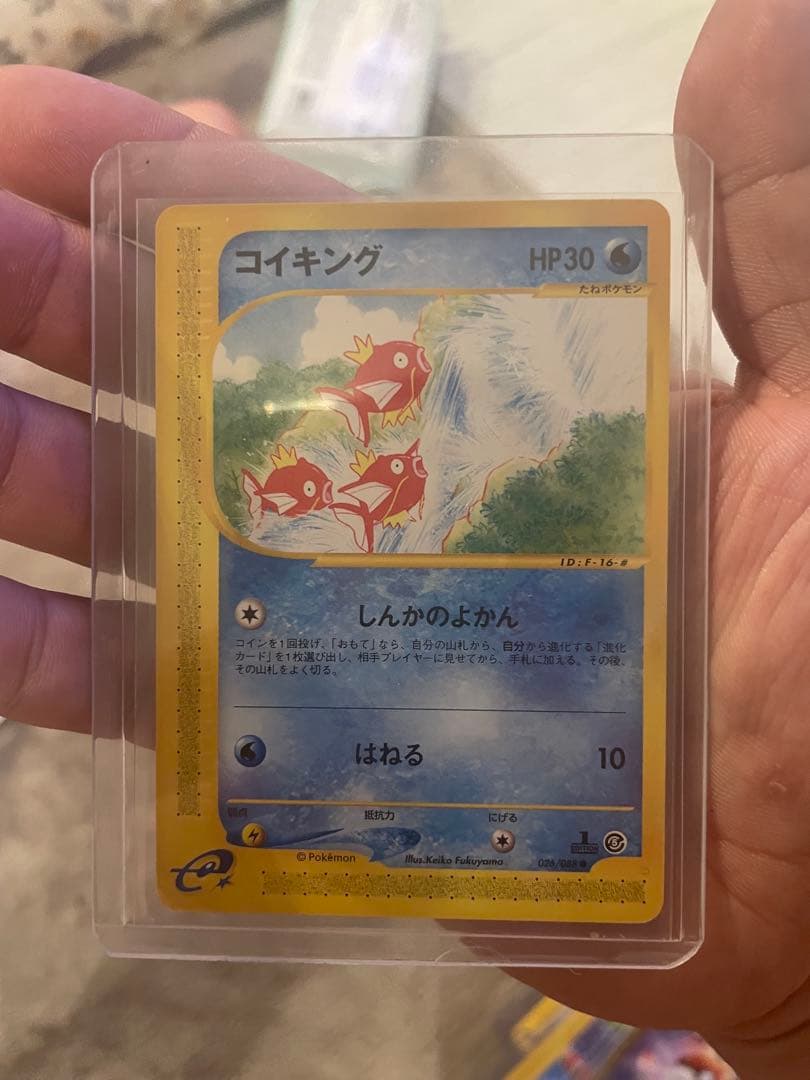 コイキング HP30
たねポケモン
ID:F-16-#
しんかのよかん
コインを1回投げ、「おもて」なら、自分の山札から、自分から進化する「進化
カード」を1枚選び出し、相手プレイヤーに見せてから、手札に加える。その後、
その山札をよく切る。
はねる 10
弱点 抵抗力 にげる
1
EDITION
©Pokémon Illus.Keiko Fukuyama 026/088
e